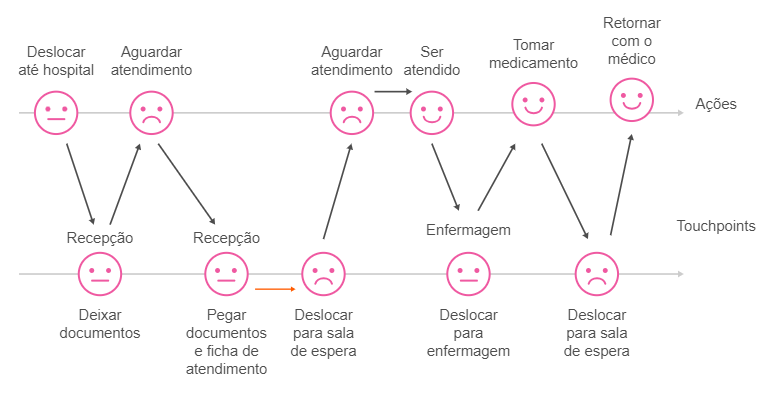 Deslocar
até hospital
Aguardar
atendimento
Aguardar
atendimento
Ser
atendido
Tomar
medicamento
Retornar
com o
médico
Ações
Recepção
Recepção
Enfermagem
Touchpoints
Deixar
documentos
Pegar
documentos
e ficha de
atendimento
Deslocar
para sala
de espera
Deslocar
para
enfermagem
Deslocar
para sala
de espera